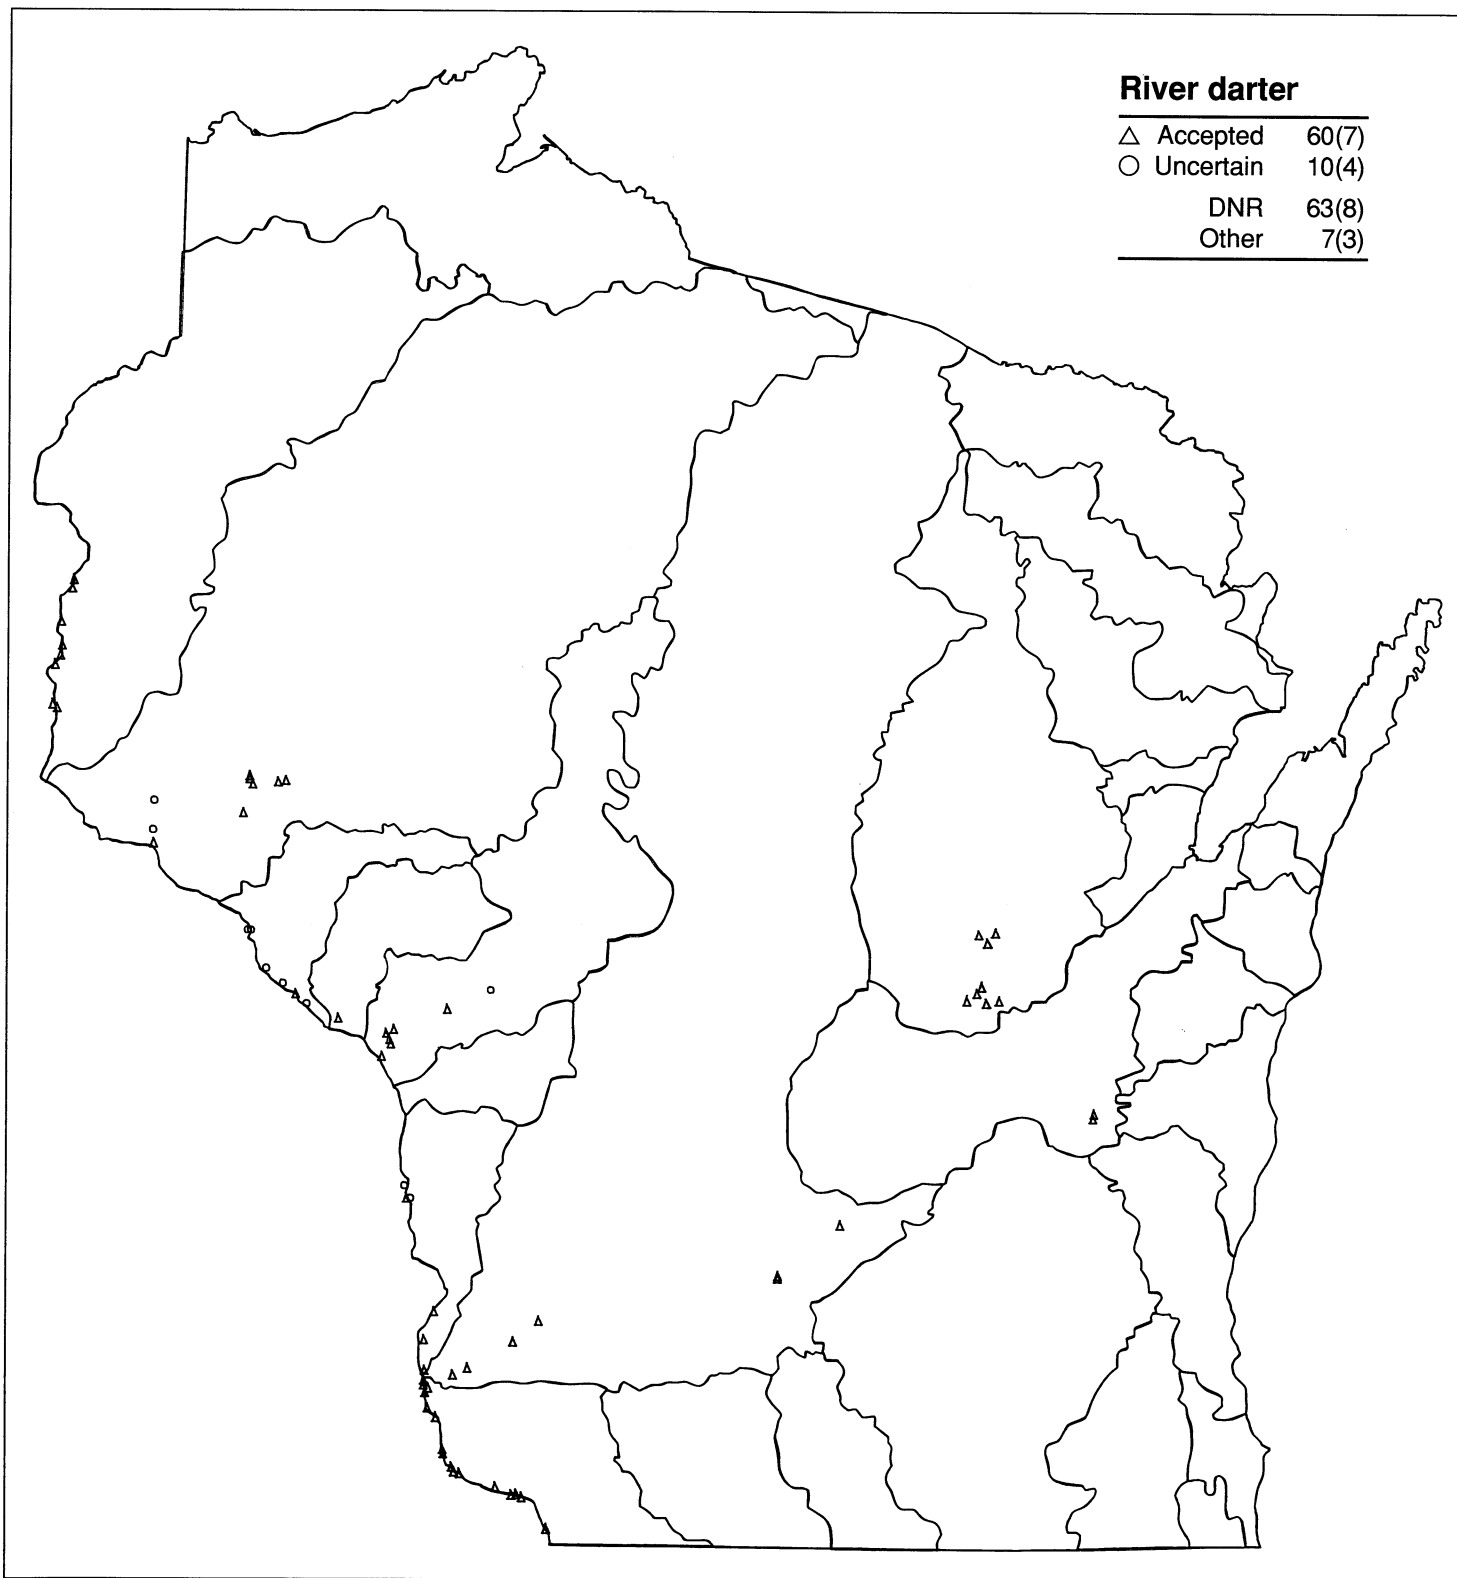 River darter
△ Accepted 60(7)
○ Uncertain 10(4)
DNR 63(8)
Other 7(3)